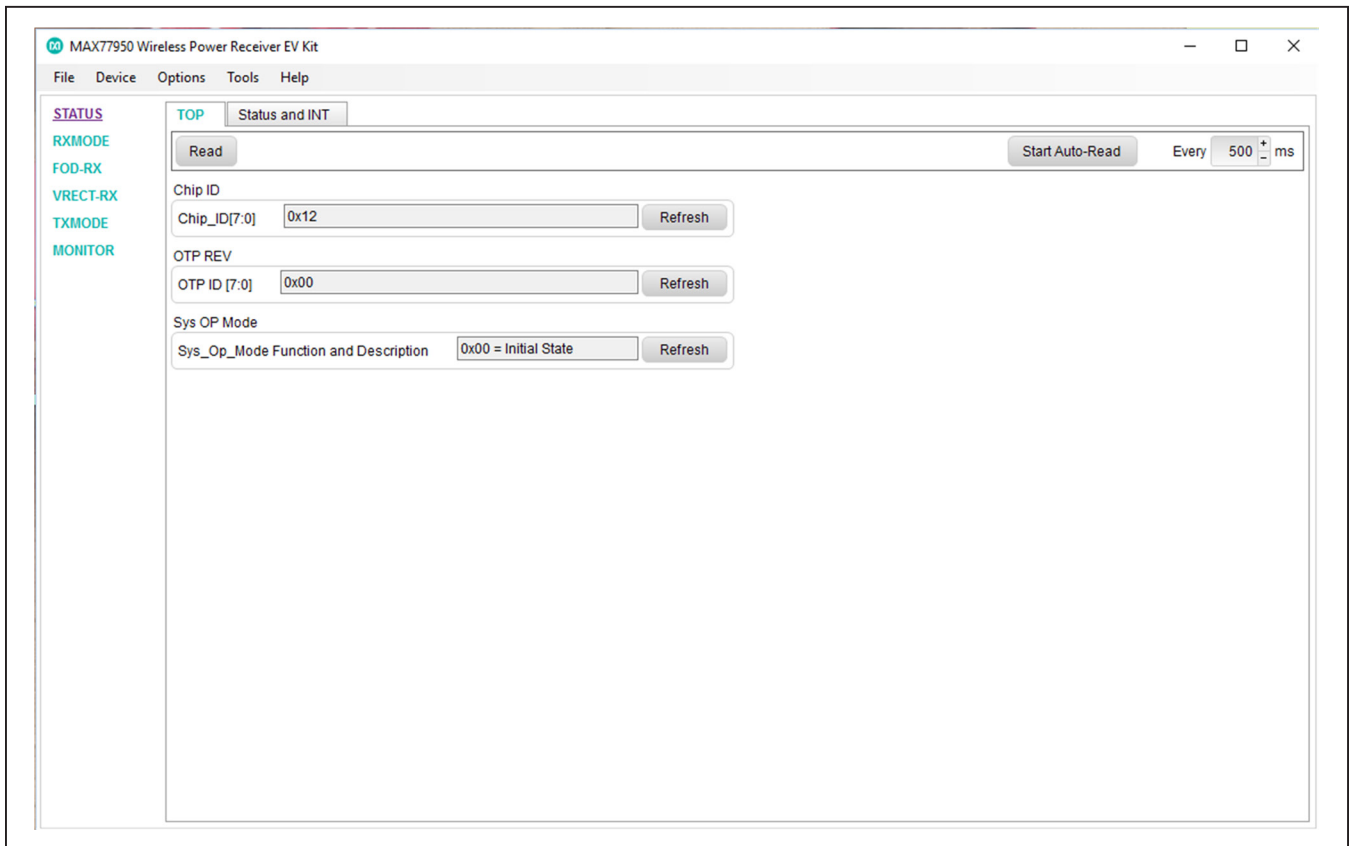 MAX77950 Wireless Power Receiver EV Kit
File Device Options Tools Help
STATUS
RXMODE
FOD-RX
VRECT-RX
TXMODE
MONITOR
TOP Status and INT
Read Start Auto-Read Every 500 + - ms
Chip ID
Chip_ID[7:0] 0x12 Refresh
OTP REV
OTP ID [7:0] 0x00 Refresh
Sys OP Mode
Sys_Op_Mode Function and Description 0x00 = Initial State Refresh